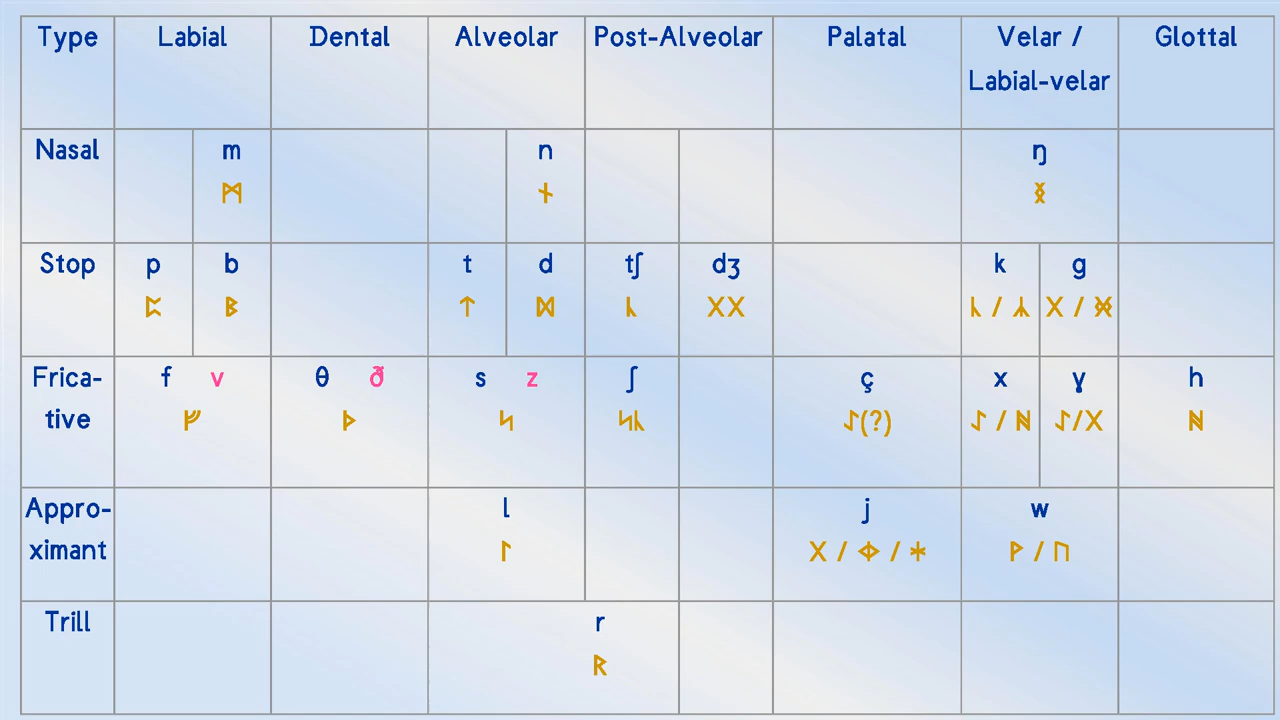 Type Labial Dental Alveolar Post-Alveolar Palatal Velar /
Labial-velar Glottal
Nasal m n ŋ
ᛗ ᚾ ᛝ
Stop p b t d tʃ dʒ k g
ᛈ ᛒ ᛏ ᛞ ᚳ ᚷᚷ ᚳ / ᛣ ᚷ / ᚸ
Frica- f v θ ð s z ʃ ç x ɣ h
tive ᚠ ᚦ ᛋ ᛋᚳ ᛇ(?) ᛇ / ᚻ ᛇ/ᚷ ᚻ
Appro- l j w
ximant ᛚ ᚷ / ᛄ / ᛡ ᚹ / ᚢ
Trill r
ᚱ